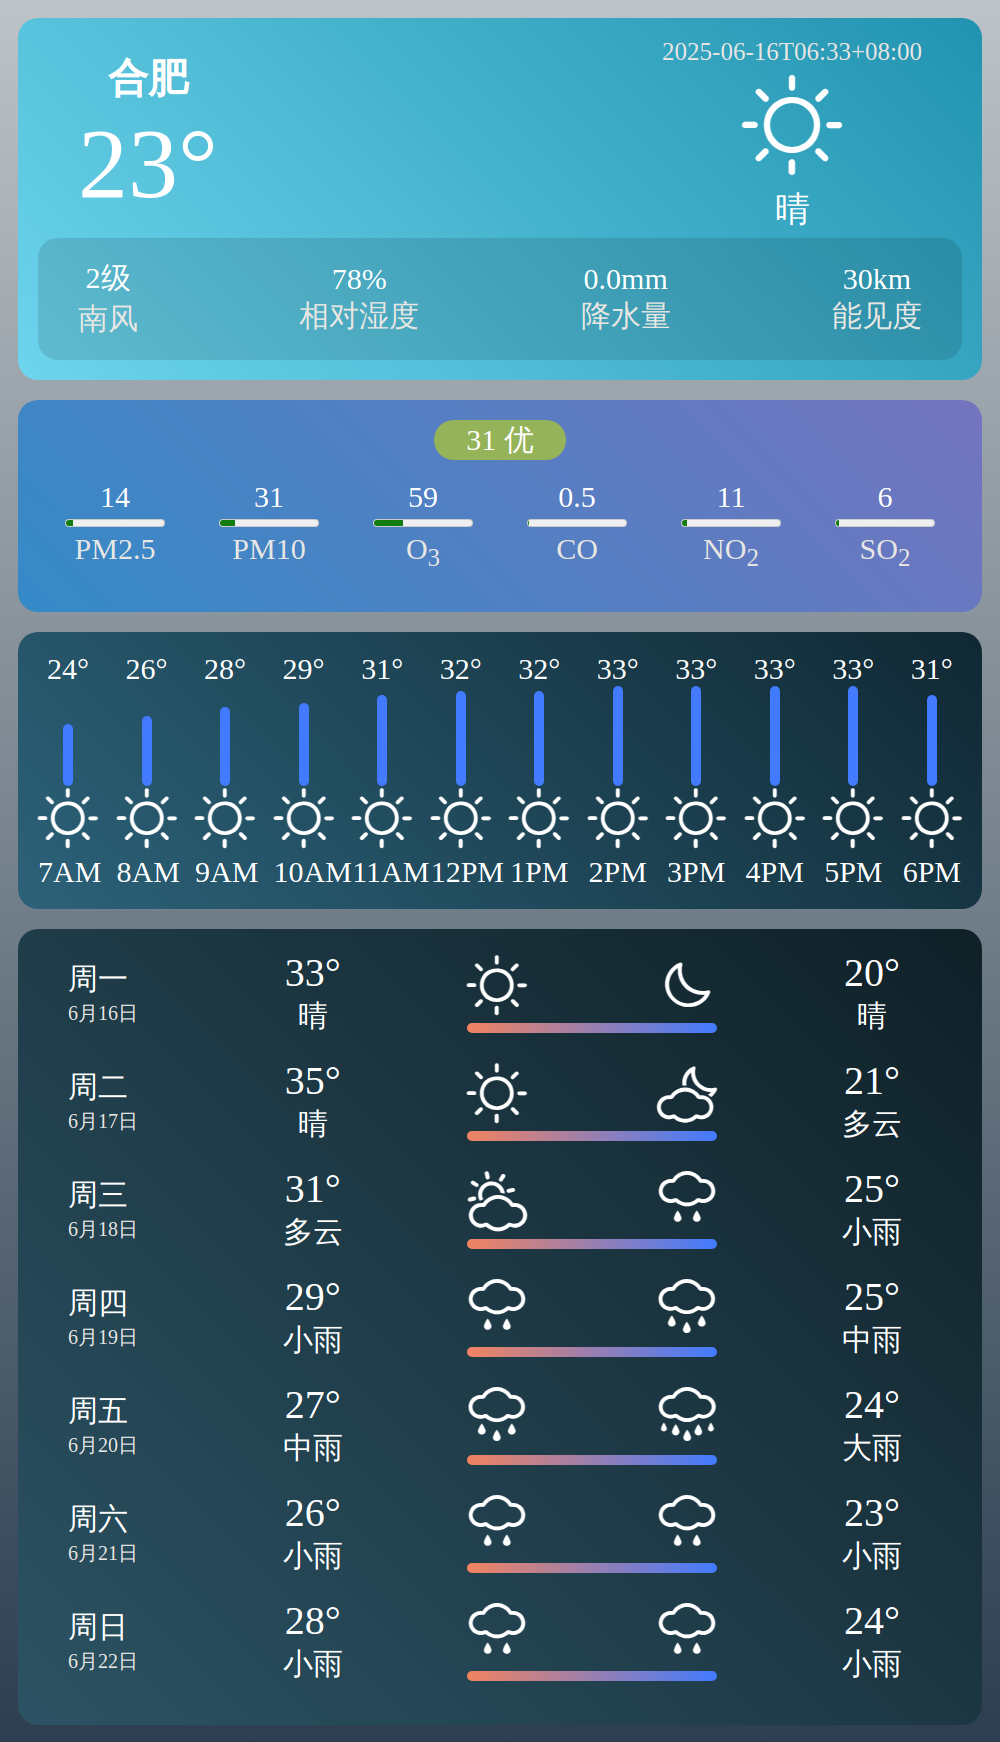 合肥
2025-06-16T06:33+08:00
23°
晴
2级 78% 0.0mm 30km
南风 相对湿度 降水量 能见度
31 优
14 31 59 0.5 11 6
PM2.5 PM10 O3 CO NO2 SO2
24° 26° 28° 29° 31° 32° 32° 33° 33° 33° 33° 31°
7AM 8AM 9AM 10AM 11AM 12PM 1PM 2PM 3PM 4PM 5PM 6PM
周一 33° 20°
6月16日 晴 晴
周二 35° 21°
6月17日 晴 多云
周三 31° 25°
6月18日 多云 小雨
周四 29° 25°
6月19日 小雨 中雨
周五 27° 24°
6月20日 中雨 大雨
周六 26° 23°
6月21日 小雨 小雨
周日 28° 24°
6月22日 小雨 小雨